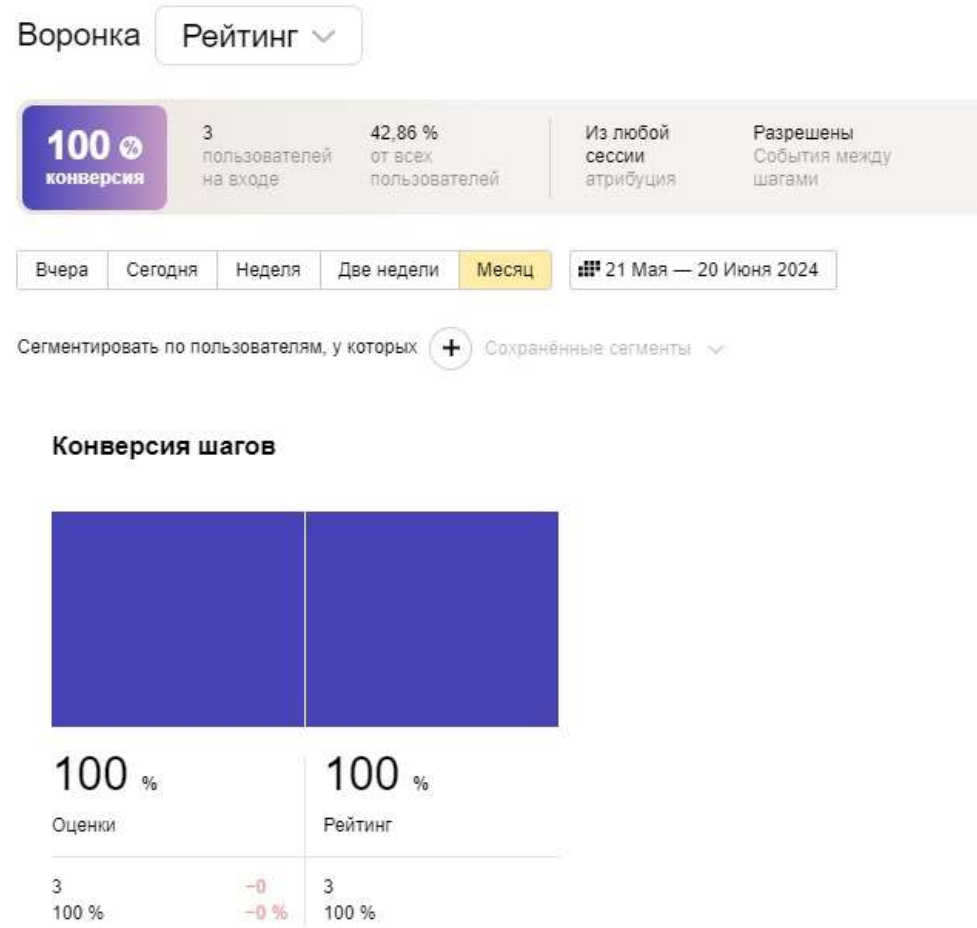 Воронка Рейтинг
100 %
конверсия
3
пользователей
на входе
42,86 %
от всех
пользователей
Из любой
сессии
атрибуция
Разрешены
События между
шагами
Вчера Сегодня Неделя Две недели Месяц 21 Мая — 20 Июня 2024
Сегментировать по пользователям, у которых + Сохранённые сегменты
Конверсия шагов
100 %
Оценки
3 −0
100 % −0 %
100 %
Рейтинг
3
100 %